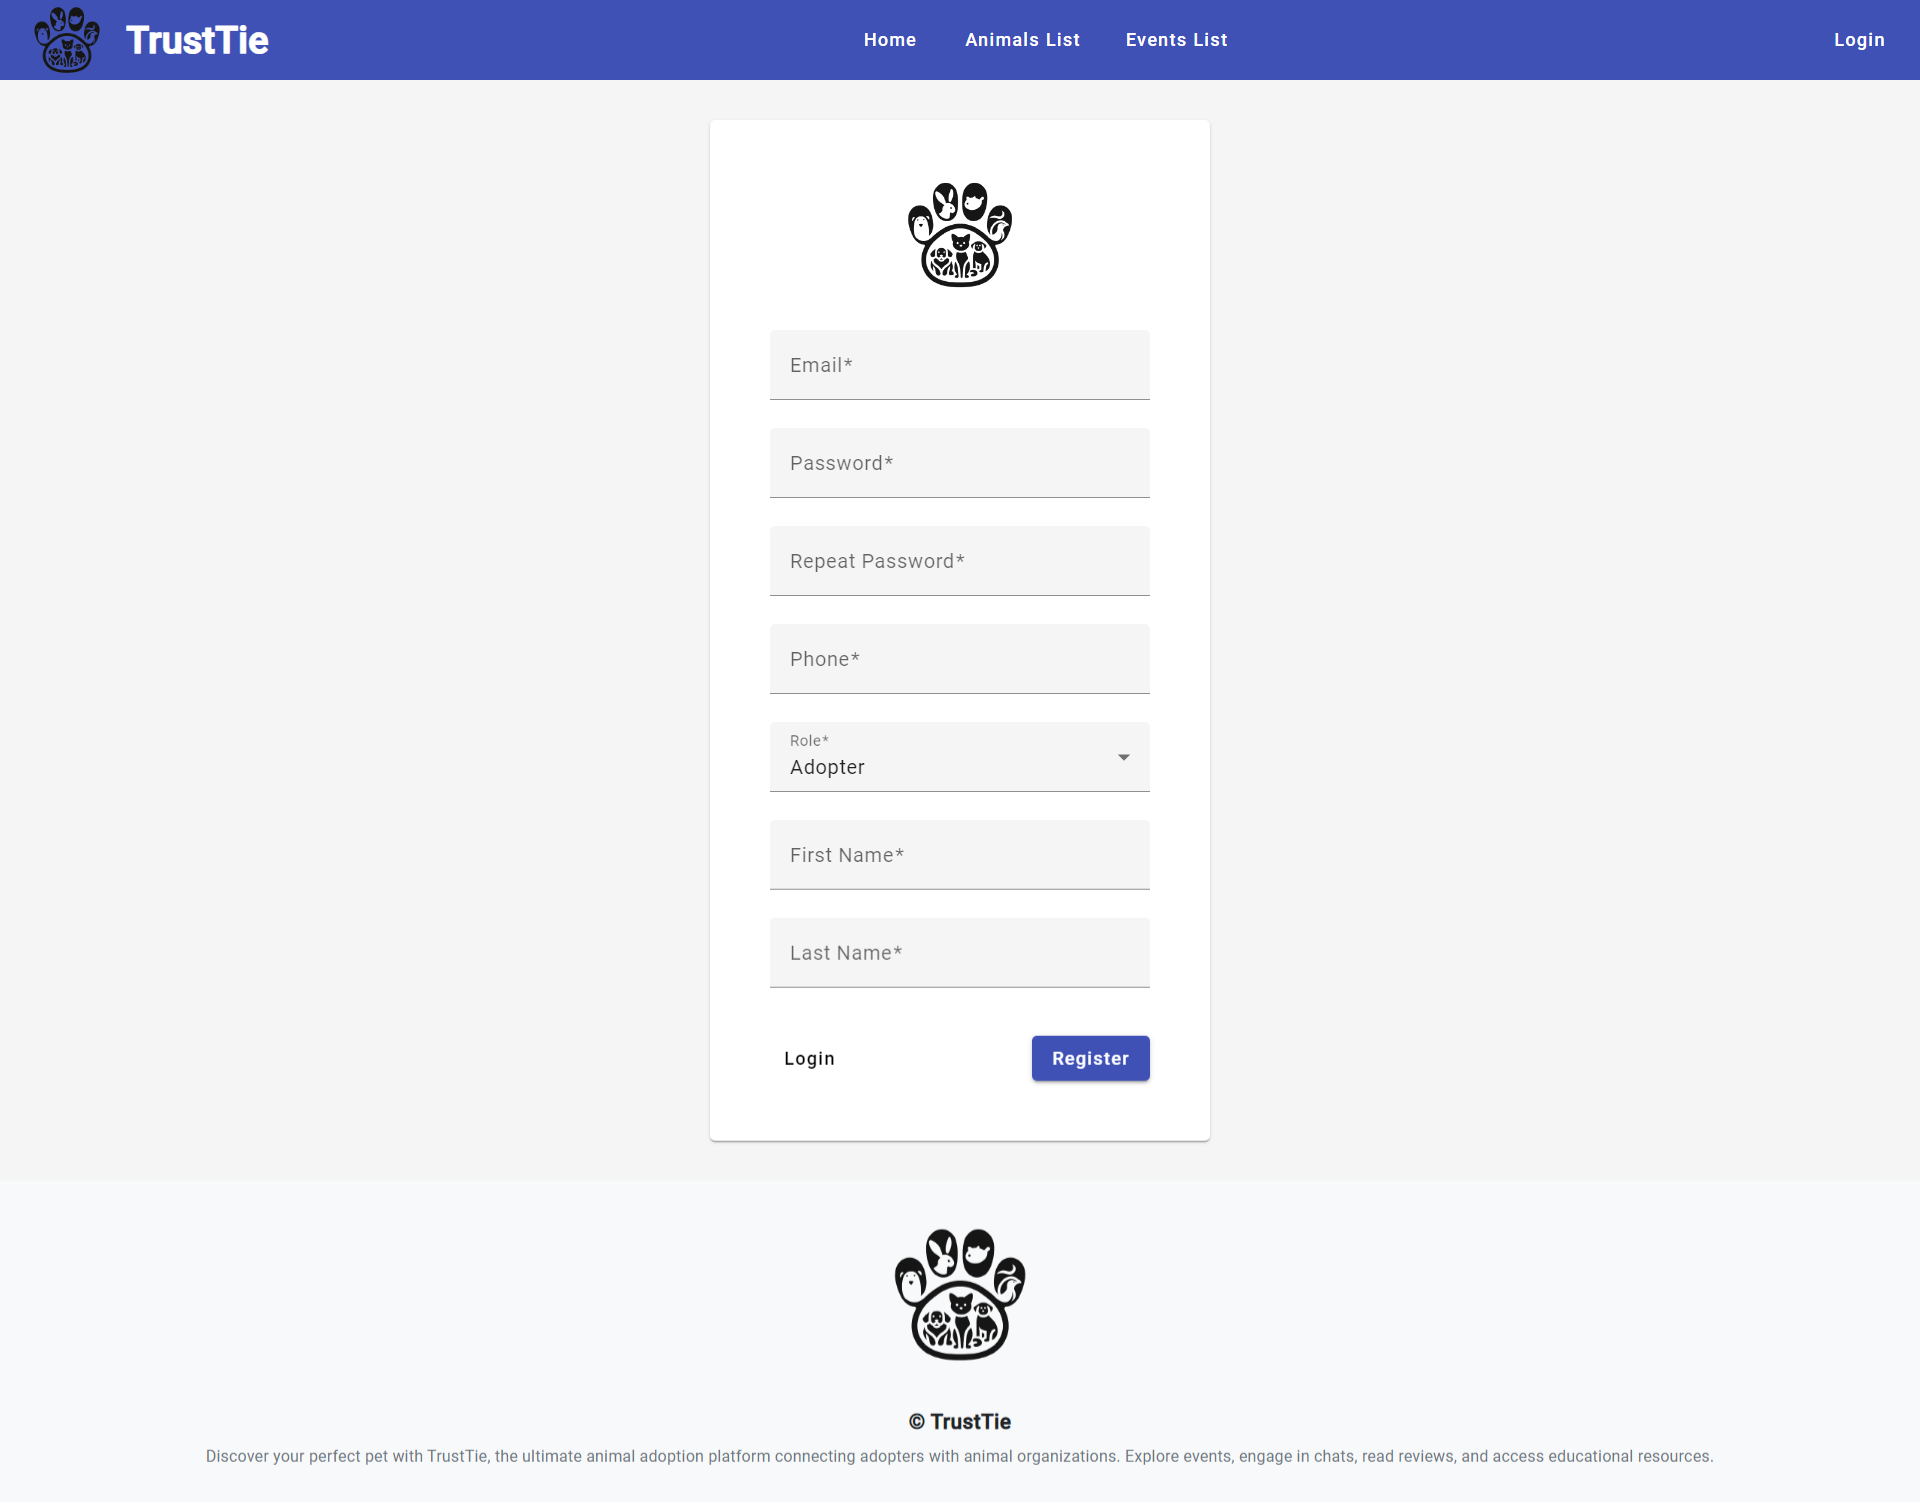 TrustTie
Home
Animals List
Events List
Login
Email*
Password*
Repeat Password*
Phone*
Role*
Adopter
First Name*
Last Name*
Login
Register
© TrustTie
Discover your perfect pet with TrustTie, the ultimate animal adoption platform connecting adopters with animal organizations. Explore events, engage in chats, read reviews, and access educational resources.